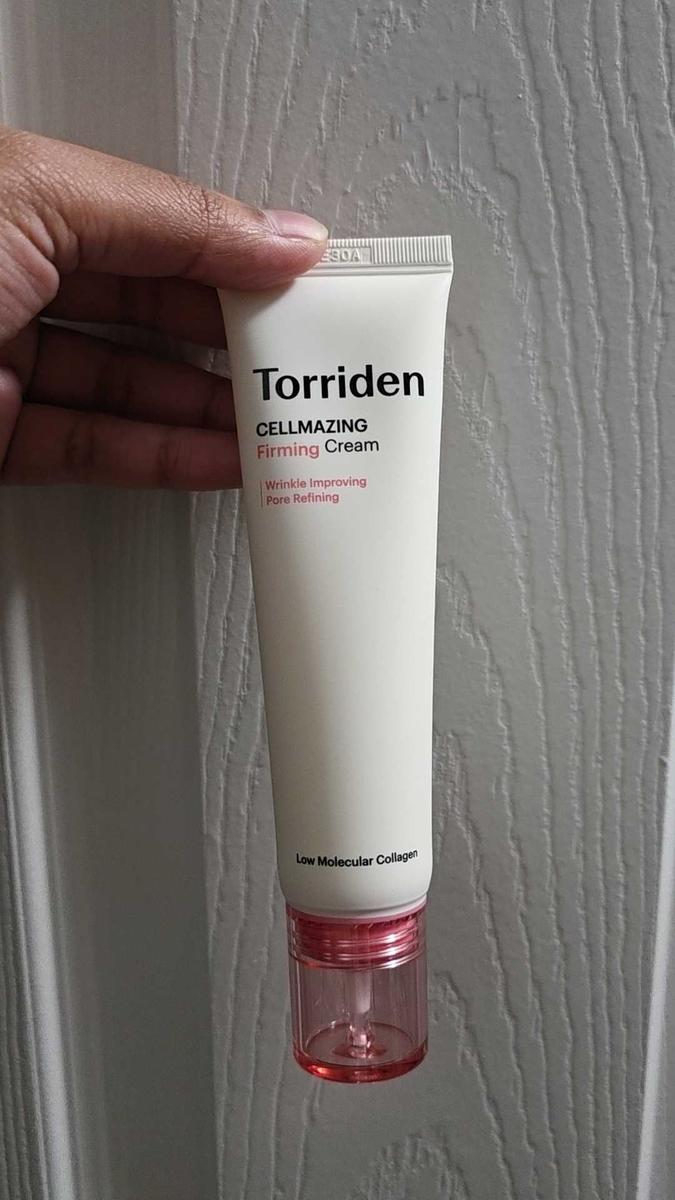 Torriden
CELLMAZING
Firming Cream
Wrinkle Improving
Pore Refining
Low Molecular Collagen